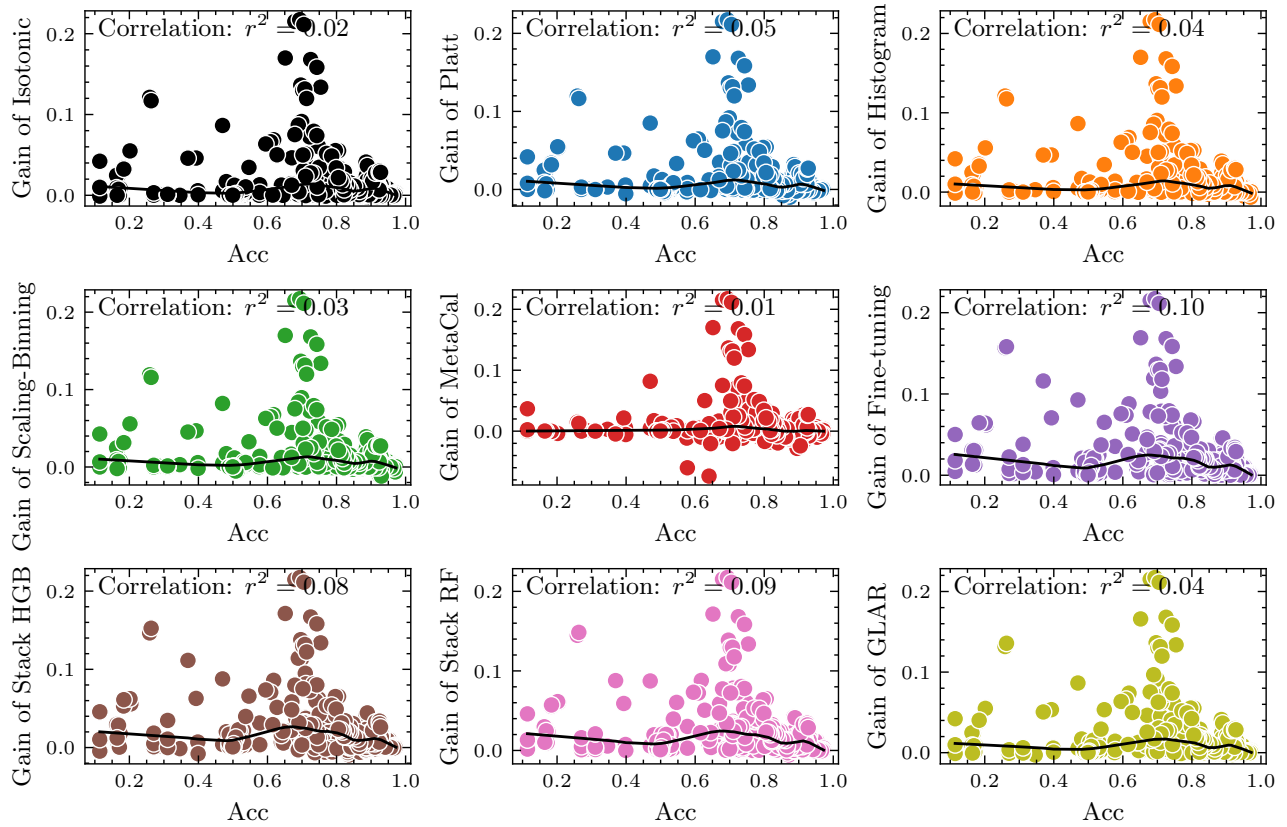 Correlation: r² = 0.02
Gain of Isotonic
0.2
0.1
0.0
0.2 0.4 0.6 0.8 1.0
Acc
Correlation: r² = 0.05
Gain of Platt
0.2
0.1
0.0
0.2 0.4 0.6 0.8 1.0
Acc
Correlation: r² = 0.04
Gain of Histogram
0.2
0.1
0.0
0.2 0.4 0.6 0.8 1.0
Acc
Correlation: r² = 0.03
Gain of Scaling-Binning
0.2
0.1
0.0
0.2 0.4 0.6 0.8 1.0
Acc
Correlation: r² = 0.01
Gain of MetaCal
0.2
0.1
0.0
0.2 0.4 0.6 0.8 1.0
Acc
Correlation: r² = 0.10
Gain of Fine-tuning
0.2
0.1
0.0
0.2 0.4 0.6 0.8 1.0
Acc
Correlation: r² = 0.08
Gain of Stack HGB
0.2
0.1
0.0
0.2 0.4 0.6 0.8 1.0
Acc
Correlation: r² = 0.09
Gain of Stack RF
0.2
0.1
0.0
0.2 0.4 0.6 0.8 1.0
Acc
Correlation: r² = 0.04
Gain of GLAR
0.2
0.1
0.0
0.2 0.4 0.6 0.8 1.0
Acc